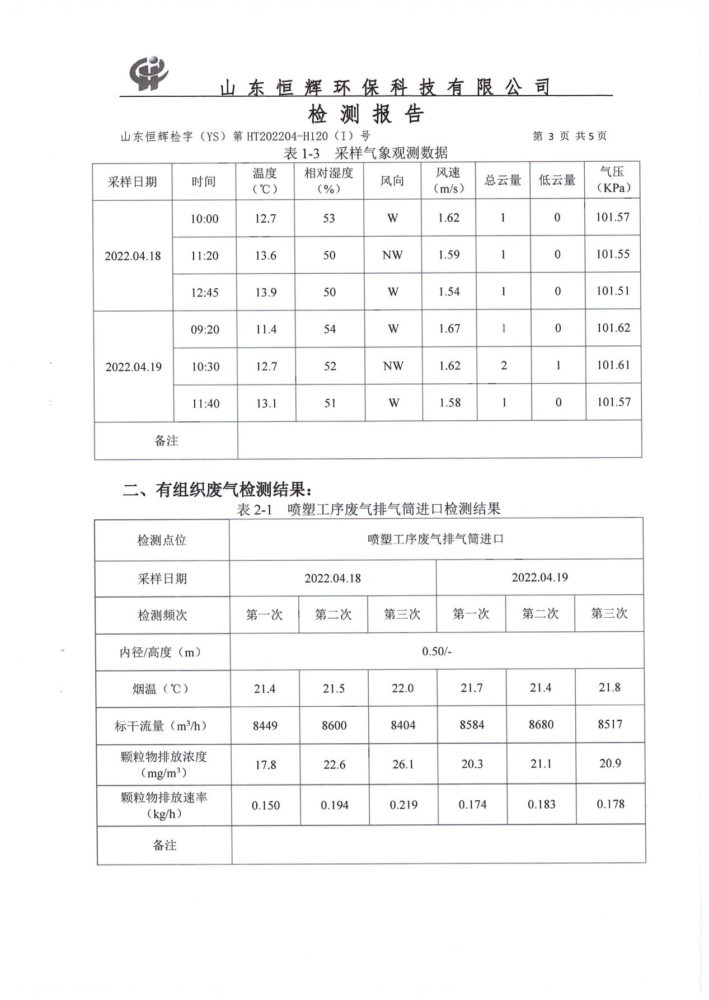 山东恒辉环保科技有限公司
检测报告
山东恒辉检字（YS）第 HT202204-H120（I）号 第 3 页 共 5 页
表 1-3 采样气象观测数据
采样日期 时间 温度（℃） 相对湿度（%） 风向 风速（m/s） 总云量 低云量 气压（KPa）
2022.04.18 10:00 12.7 53 W 1.62 1 0 101.57
11:20 13.6 50 NW 1.59 1 0 101.55
12:45 13.9 50 W 1.54 1 0 101.51
2022.04.19 09:20 11.4 54 W 1.67 1 0 101.62
10:30 12.7 52 NW 1.62 2 1 101.61
11:40 13.1 51 W 1.58 1 0 101.57
备注
二、有组织废气检测结果：
表 2-1 喷塑工序废气排气筒进口检测结果
检测点位 喷塑工序废气排气筒进口
采样日期 2022.04.18 2022.04.19
检测频次 第一次 第二次 第三次 第一次 第二次 第三次
内径/高度（m） 0.50/-
烟温（℃） 21.4 21.5 22.0 21.7 21.4 21.8
标干流量（m³/h） 8449 8600 8404 8584 8680 8517
颗粒物排放浓度（mg/m³） 17.8 22.6 26.1 20.3 21.1 20.9
颗粒物排放速率（kg/h） 0.150 0.194 0.219 0.174 0.183 0.178
备注